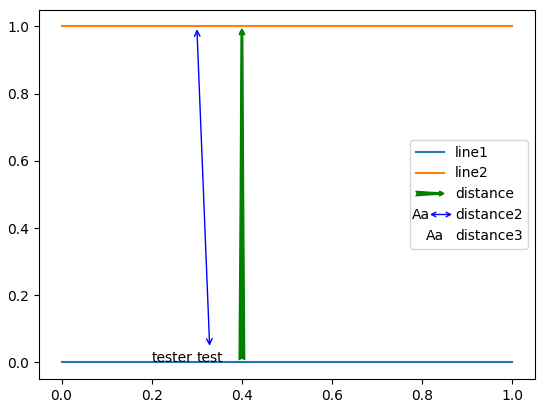 1.0
0.8
0.6
0.4
0.2
0.0
line1
line2
distance
Aa distance2
Aa distance3
tester test
0.0 0.2 0.4 0.6 0.8 1.0